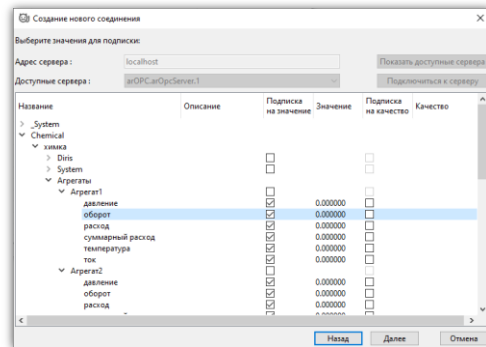 Создание нового соединения
Выберите значения для подписки:
Адрес сервера : localhost Показать доступные сервера
Доступные сервера : arOPC.arOpcServer.1 Подключиться к серверу
Название Описание Подписка на значение Значение Подписка на качество Качество
_System
Chemical
химка
Diris
System
Агрегаты
Агрегат1
давление 0.000000
оборот 0.000000
расход 0.000000
суммарный расход 0.000000
температура 0.000000
ток 0.000000
Агрегат2
давление 0.000000
оборот 0.000000
расход 0.000000
Назад Далее Отмена